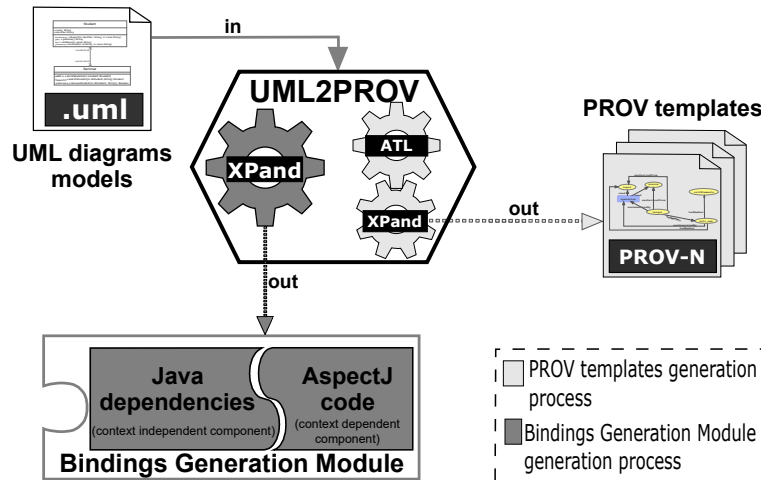 in
UML2PROV
.uml
UML diagrams
models
XPand
ATL
XPand
out
PROV templates
PROV-N
out
Java
dependencies
(context independent component)
AspectJ
code
(context dependent
component)
Bindings Generation Module
PROV templates generation
process
Bindings Generation Module
generation process